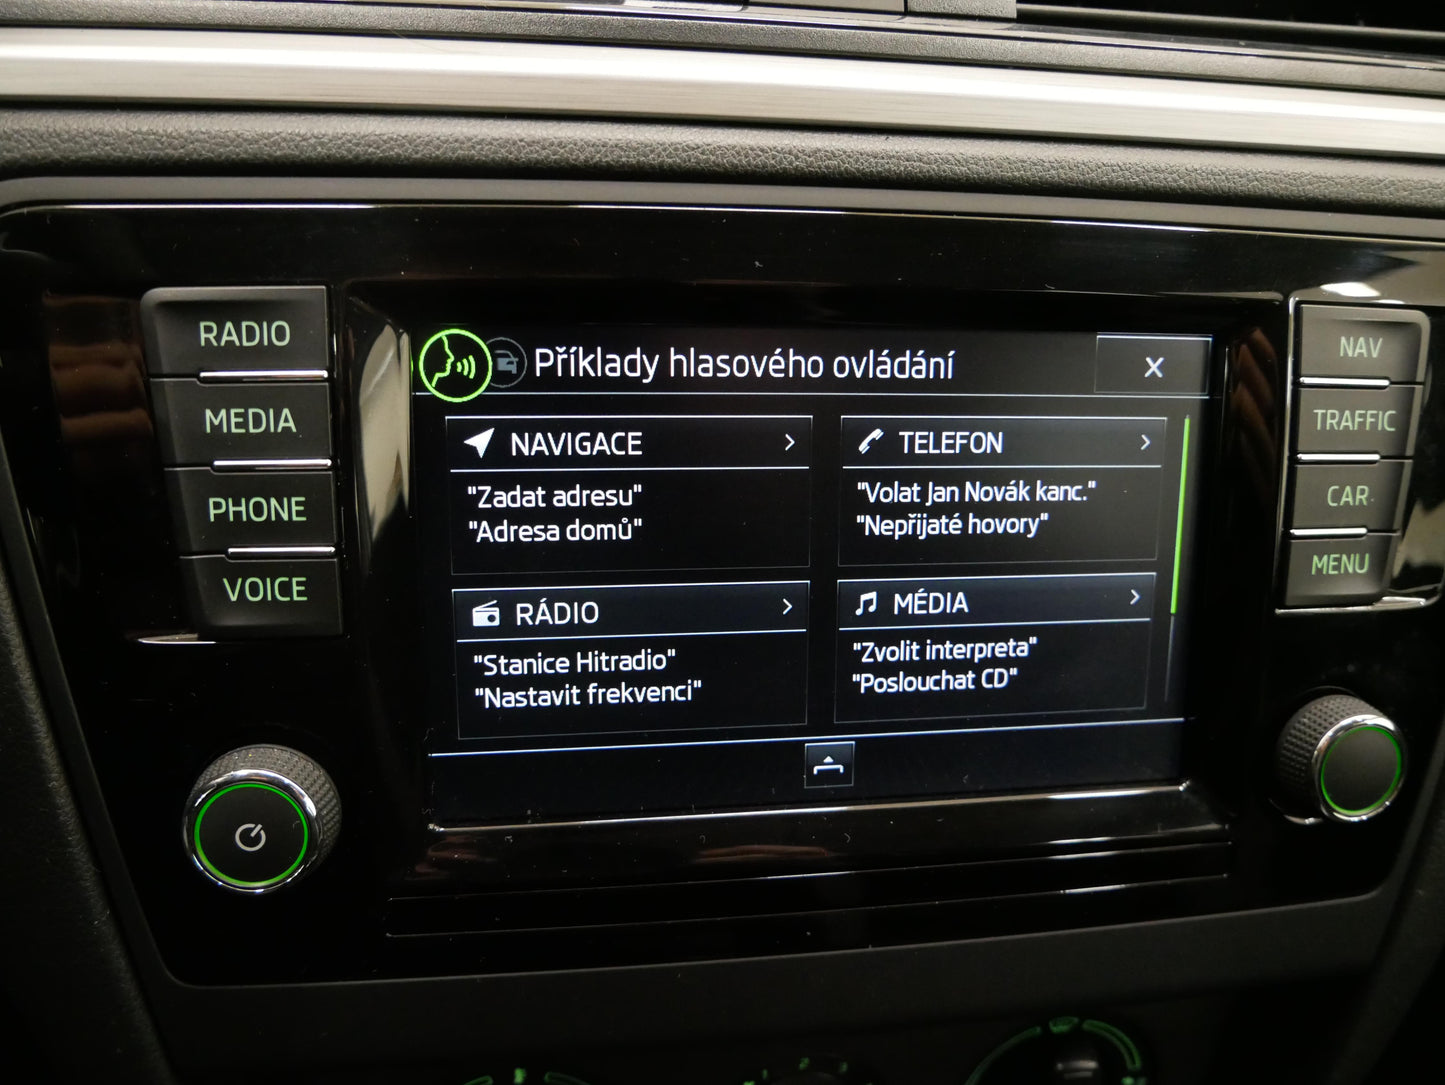 RADIO
MEDIA
PHONE
VOICE
Příklady hlasového ovládání
X
NAVIGACE
"Zadat adresu"
"Adresa domů"
TELEFON
"Volat Jan Novák kanc."
"Nepřijaté hovory"
RÁDIO
"Stanice Hitradio"
"Nastavit frekvenci"
MÉDIA
"Zvolit interpreta"
"Poslouchat CD"
NAV
TRAFFIC
CAR
MENU